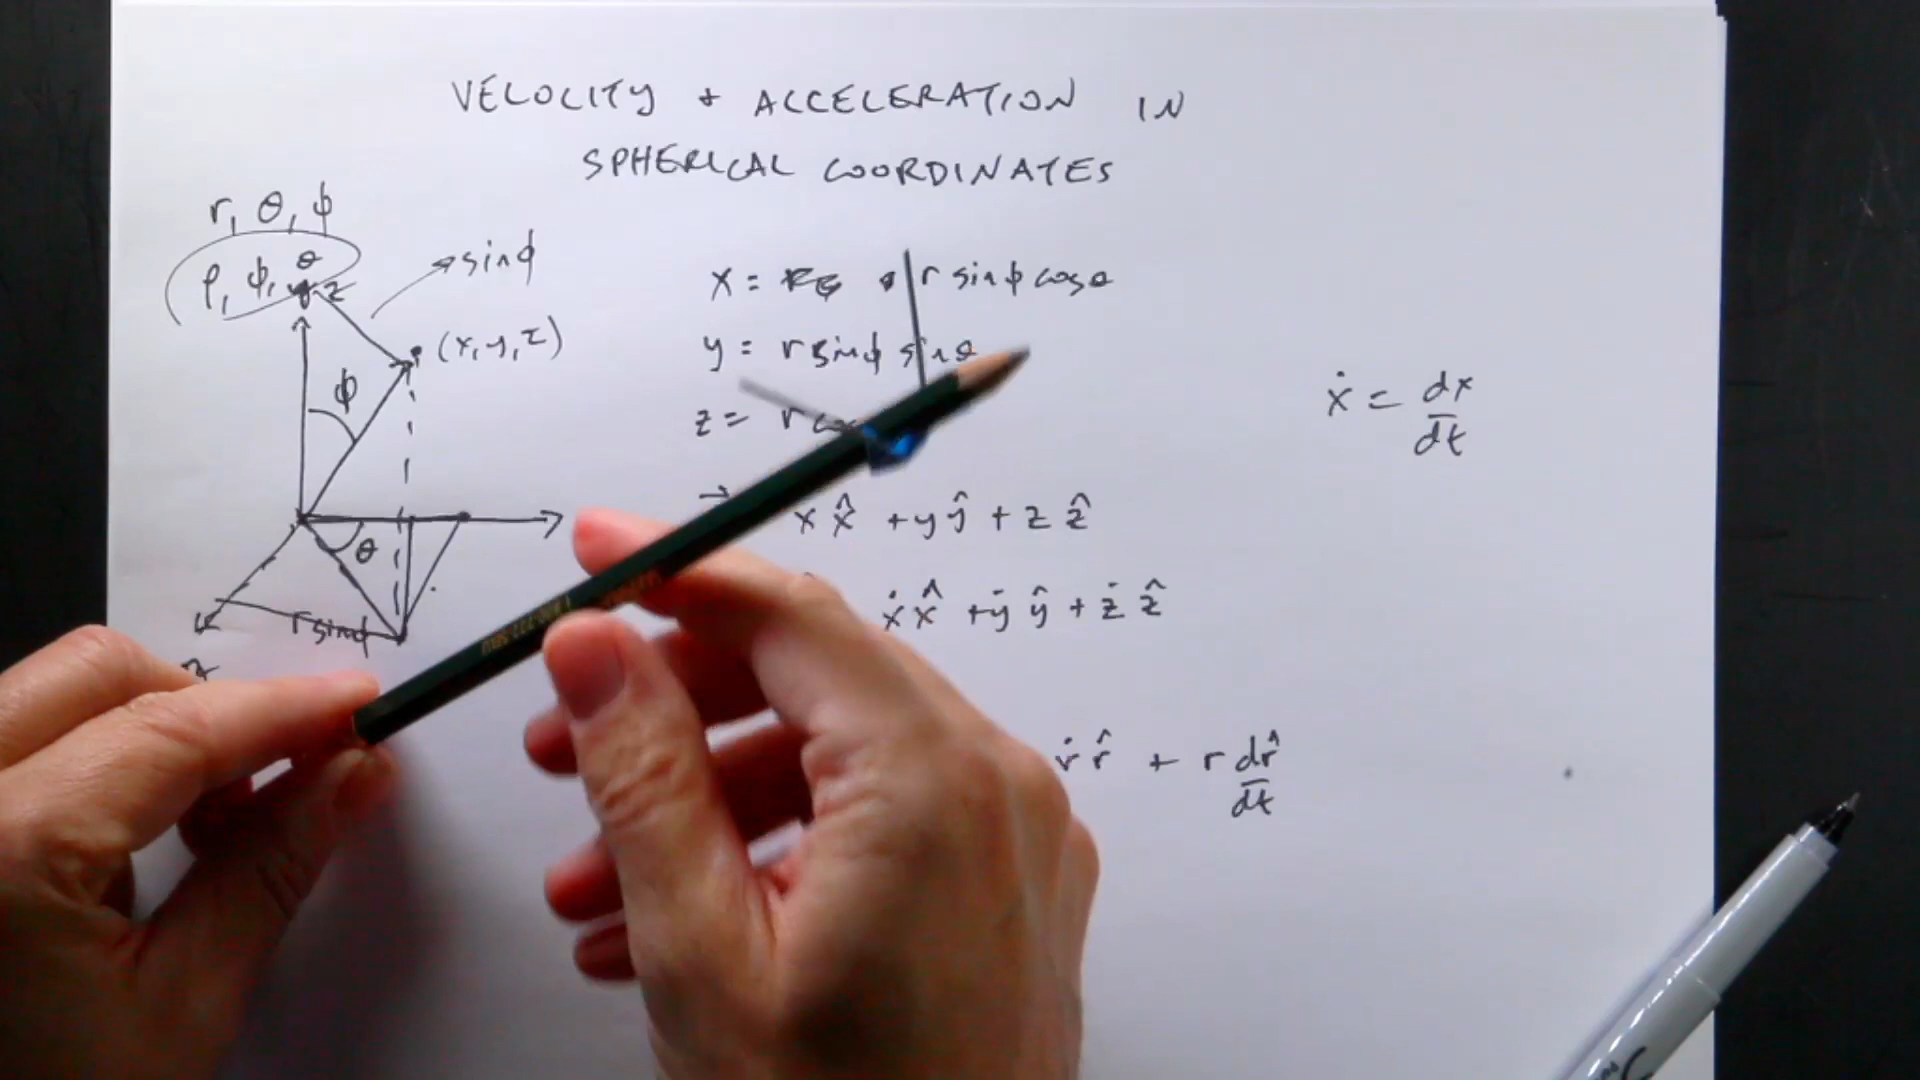 VELOCITY + ACCELERATION IN
SPHERICAL COORDINATES
r, θ, ϕ
ρ, ϕ, θ
z
sinϕ
(x, y, z)
ϕ
θ
r sinϕ
x = r sinϕ cosθ
y = r sinϕ sinθ
z = r
x x̂ + y ŷ + z ẑ
ẋ x̂ + ẏ ŷ + ż ẑ
ẋ = dx/dt
ṙ r̂ + r dr̂/dt